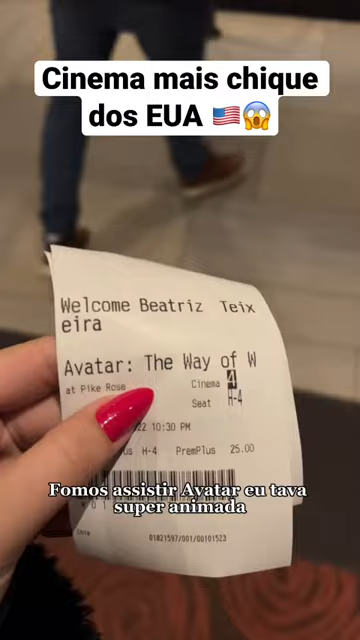 Cinema mais chique
dos EUA 🇺🇸😱
Welcome Beatriz Teix
eira
Avatar: The Way of W
at Pike Rose
Cinema 4
Seat H-4
22 10:30 PM
us H-4 PremPlus 25.00
Fomos assistir Avatar eu tava
super animada
01021597/001/00101523